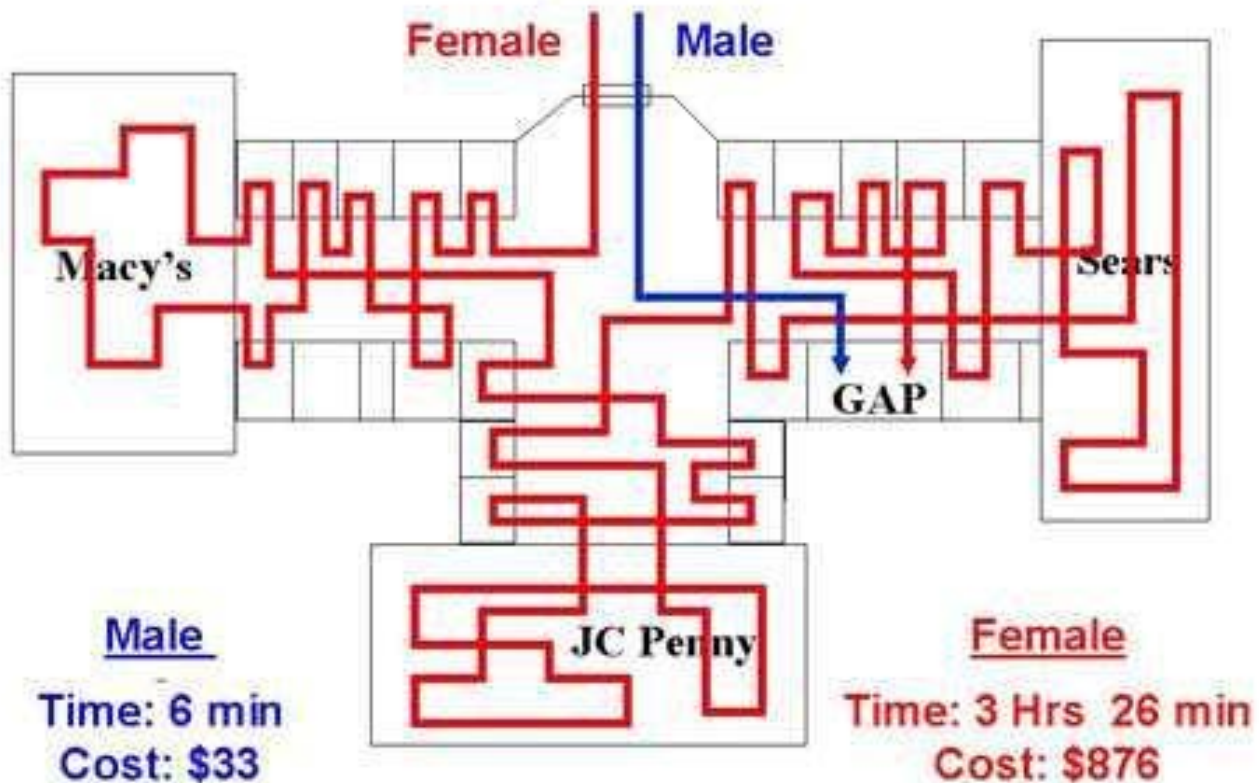 Female Male
Macy's
Sears
GAP
JC Penny
Male
Time: 6 min
Cost: $33
Female
Time: 3 Hrs 26 min
Cost: $876